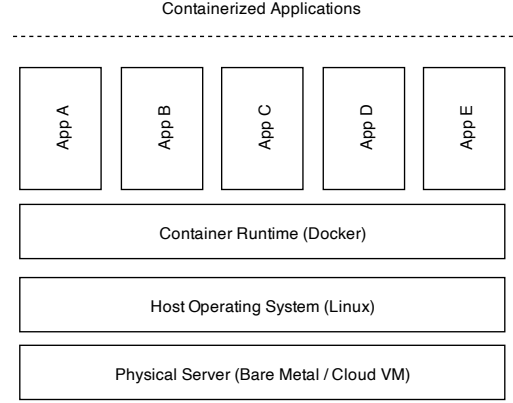 Containerized Applications
App A
App B
App C
App D
App E
Container Runtime (Docker)
Host Operating System (Linux)
Physical Server (Bare Metal / Cloud VM)